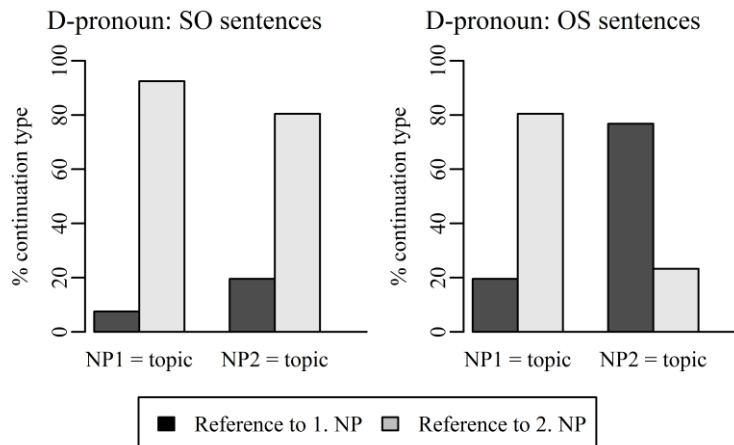 D-pronoun: SO sentences
% continuation type
100
80
60
40
20
0
NP1 = topic NP2 = topic
D-pronoun: OS sentences
% continuation type
100
80
60
40
20
0
NP1 = topic NP2 = topic
Reference to 1. NP Reference to 2. NP